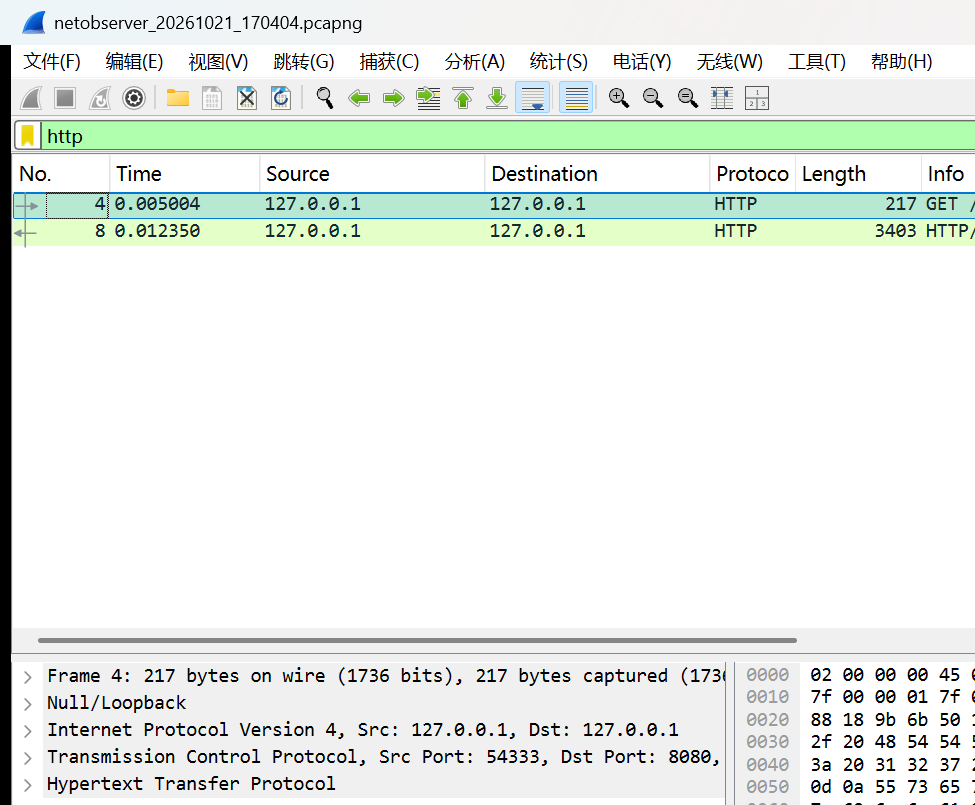 netobserver_20261021_170404.pcapng
文件(F) 编辑(E) 视图(V) 跳转(G) 捕获(C) 分析(A) 统计(S) 电话(Y) 无线(W) 工具(T) 帮助(H)
http
No. Time Source Destination Protoco Length Info
4 0.005004 127.0.0.1 127.0.0.1 HTTP 217 GET /
8 0.012350 127.0.0.1 127.0.0.1 HTTP 3403 HTTP/
Frame 4: 217 bytes on wire (1736 bits), 217 bytes captured (1736
Null/Loopback
Internet Protocol Version 4, Src: 127.0.0.1, Dst: 127.0.0.1
Transmission Control Protocol, Src Port: 54333, Dst Port: 8080,
Hypertext Transfer Protocol
0000 02 00 00 00 45
0010 7f 00 00 01 7f
0020 88 18 9b 6b 50
0030 2f 20 48 54 54
0040 3a 20 31 32 37
0050 0d 0a 55 73 65